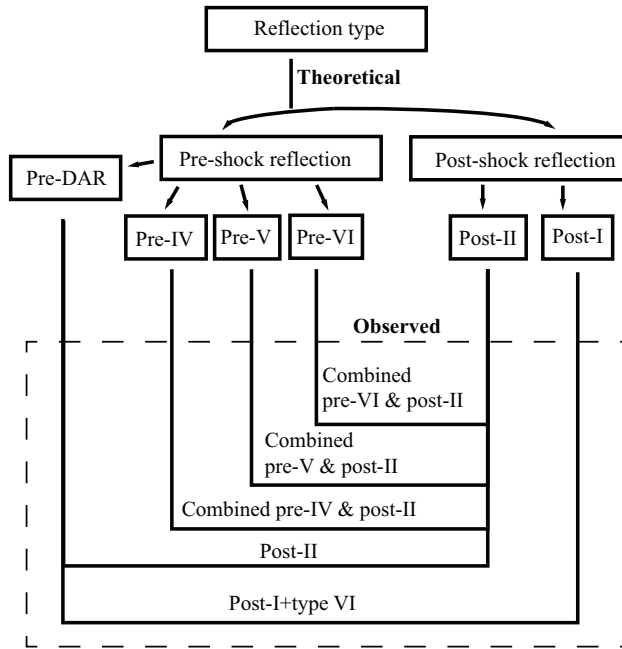 Reflection type
Theoretical
Pre-shock reflection
Post-shock reflection
Pre-DAR
Pre-IV
Pre-V
Pre-VI
Post-II
Post-I
Observed
Combined
pre-VI & post-II
Combined
pre-V & post-II
Combined pre-IV & post-II
Post-II
Post-I+type VI